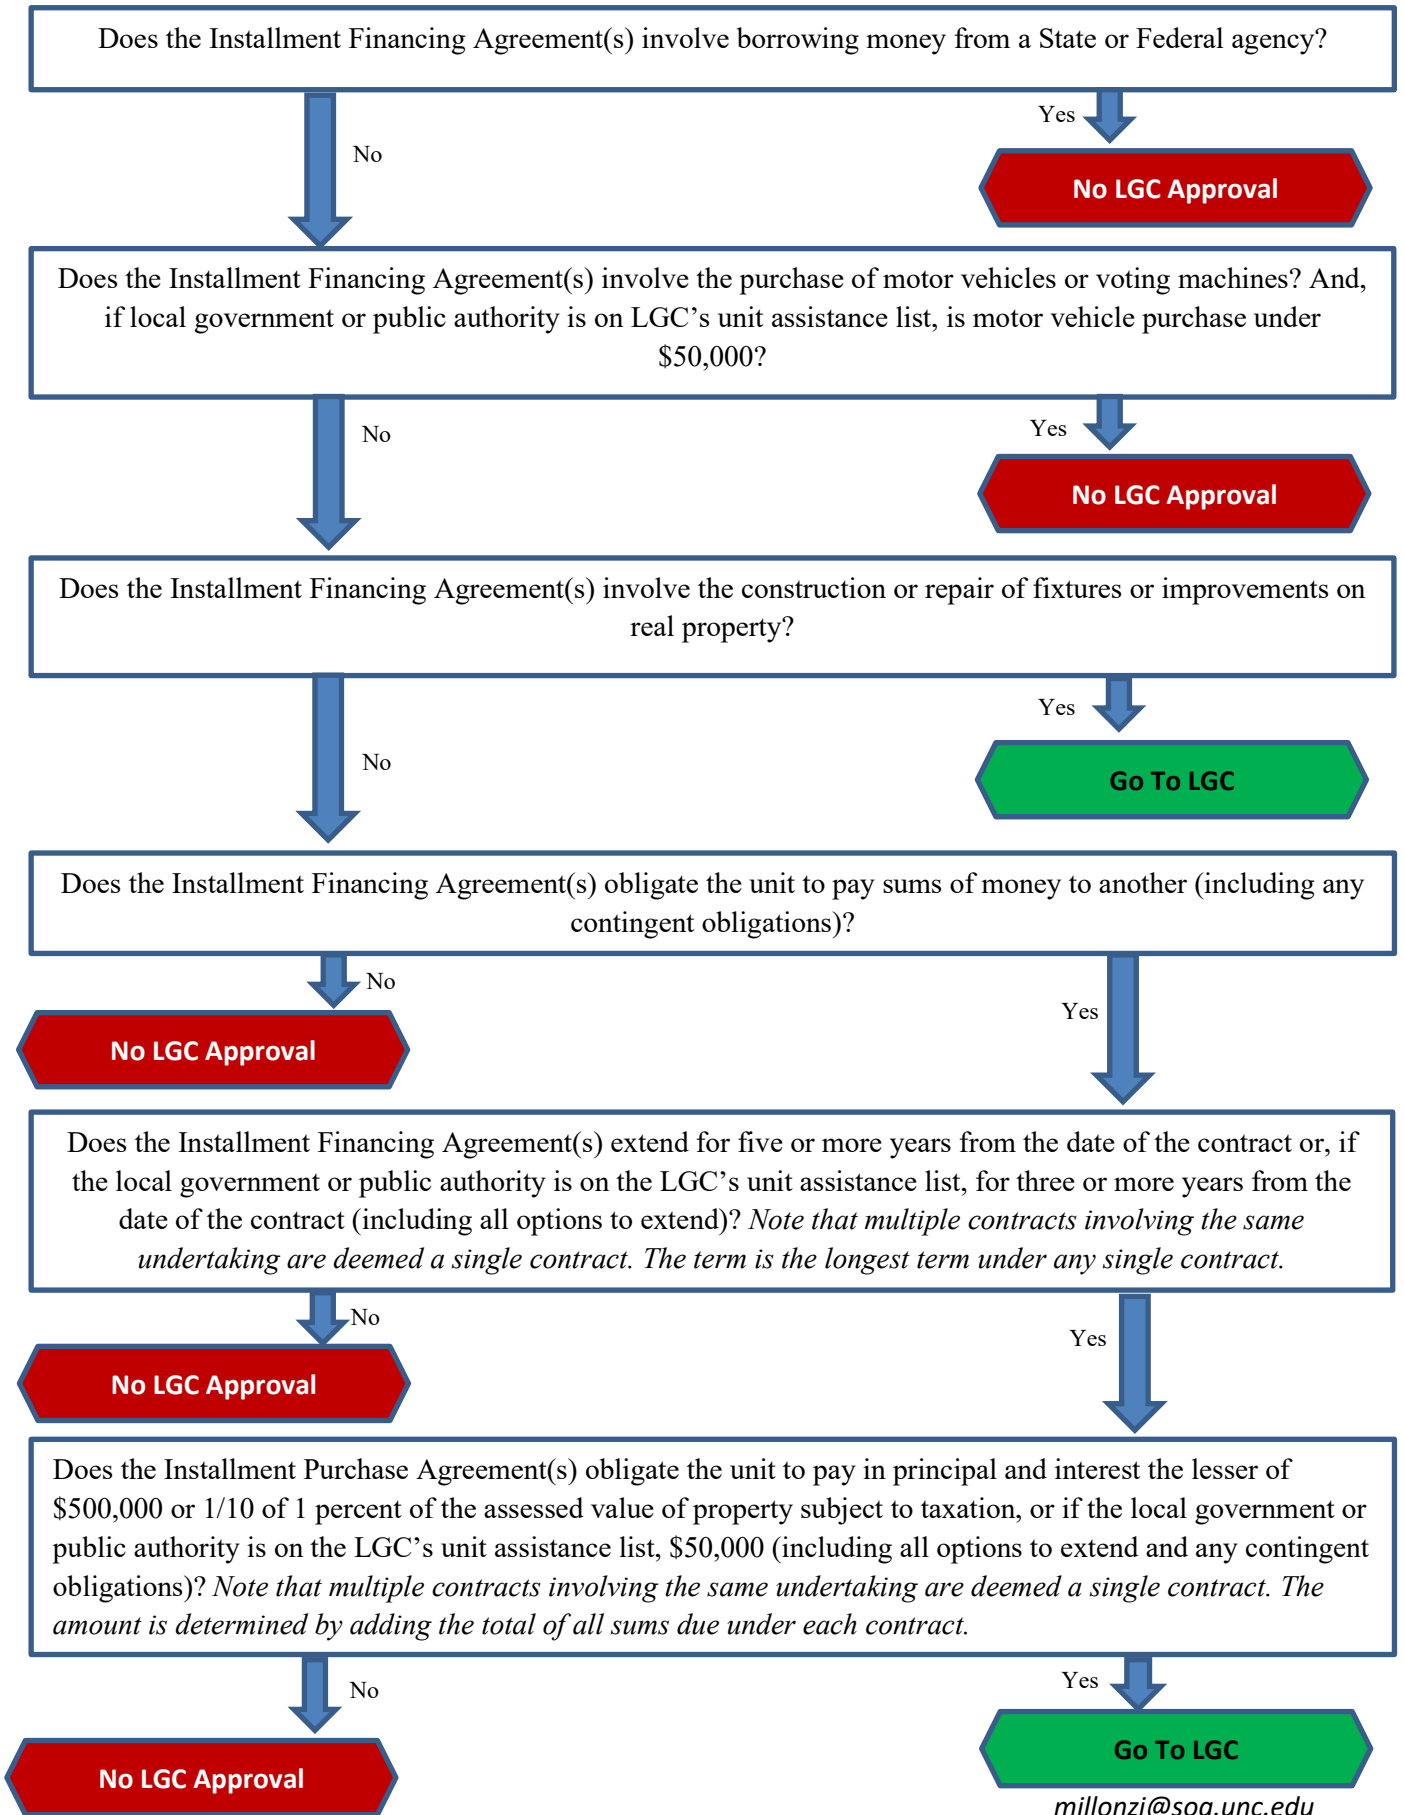 Does the Installment Financing Agreement(s) involve borrowing money from a State or Federal agency?
Yes
No
No LGC Approval
Does the Installment Financing Agreement(s) involve the purchase of motor vehicles or voting machines? And,
if local government or public authority is on LGC’s unit assistance list, is motor vehicle purchase under
$50,000?
No
Yes
No LGC Approval
Does the Installment Financing Agreement(s) involve the construction or repair of fixtures or improvements on
real property?
Yes
No
Go To LGC
Does the Installment Financing Agreement(s) obligate the unit to pay sums of money to another (including any
contingent obligations)?
No
Yes
No LGC Approval
Does the Installment Financing Agreement(s) extend for five or more years from the date of the contract or, if
the local government or public authority is on the LGC’s unit assistance list, for three or more years from the
date of the contract (including all options to extend)? Note that multiple contracts involving the same
undertaking are deemed a single contract. The term is the longest term under any single contract.
No
Yes
No LGC Approval
Does the Installment Purchase Agreement(s) obligate the unit to pay in principal and interest the lesser of
$500,000 or 1/10 of 1 percent of the assessed value of property subject to taxation, or if the local government or
public authority is on the LGC’s unit assistance list, $50,000 (including all options to extend and any contingent
obligations)? Note that multiple contracts involving the same undertaking are deemed a single contract. The
amount is determined by adding the total of all sums due under each contract.
No
Yes
Go To LGC
No LGC Approval
millonzi@sog.unc.edu